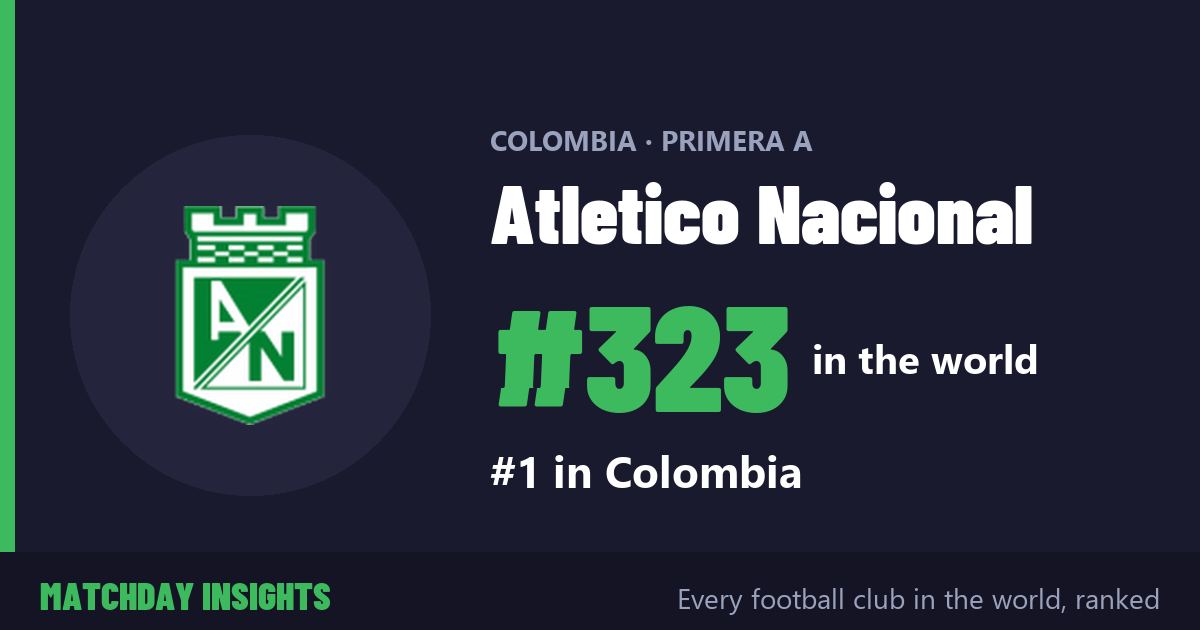 COLOMBIA · PRIMERA A
Atletico Nacional
AN
#323 in the world
#1 in Colombia
MATCHDAY INSIGHTS
Every football club in the world, ranked